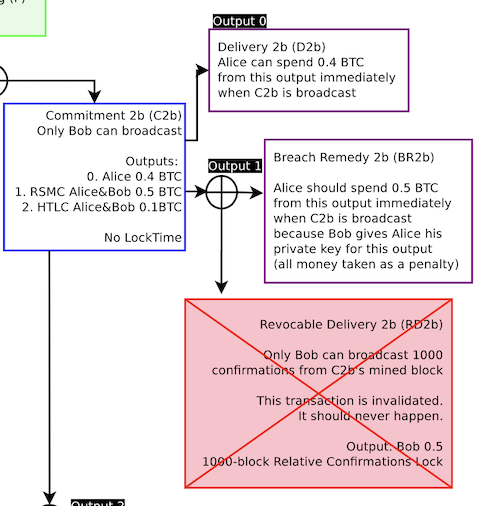 Output 0
Delivery 2b (D2b)
Alice can spend 0.4 BTC
from this output immediately
when C2b is broadcast
Commitment 2b (C2b)
Only Bob can broadcast
Outputs:
0. Alice 0.4 BTC
1. RSMC Alice&Bob 0.5 BTC
2. HTLC Alice&Bob 0.1BTC
No LockTime
Output 1
Breach Remedy 2b (BR2b)
Alice should spend 0.5 BTC
from this output immediately
when C2b is broadcast
because Bob gives Alice his
private key for this output
(all money taken as a penalty)
Revocable Delivery 2b (RD2b)
Only Bob can broadcast 1000
confirmations from C2b's mined block
This transaction is invalidated.
It should never happen.
Output: Bob 0.5
1000-block Relative Confirmations Lock